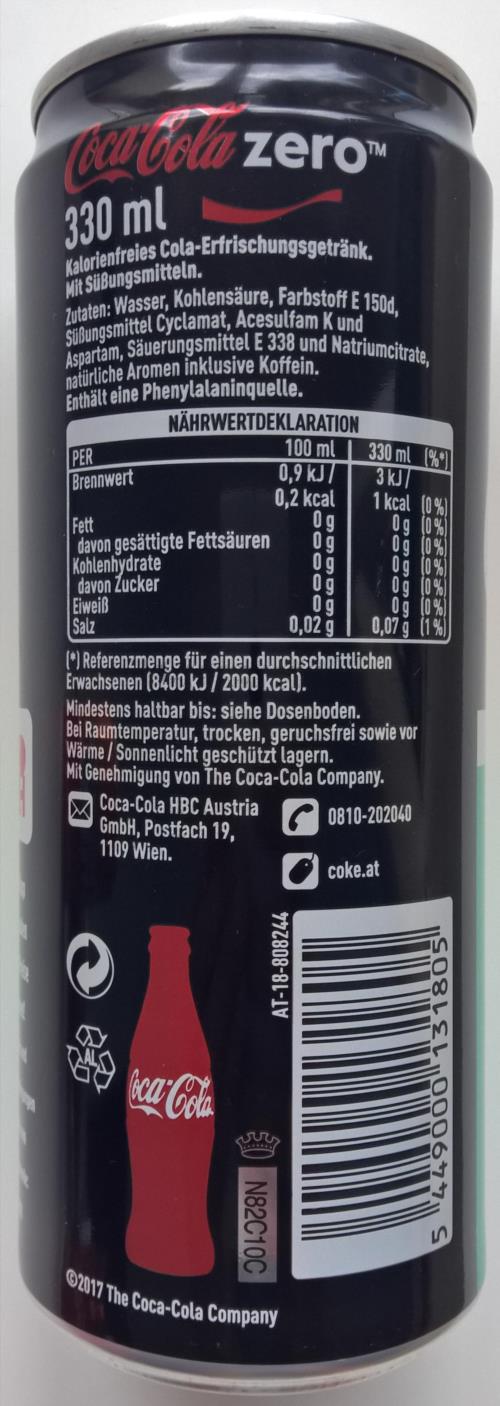 Coca-Cola zero™
330 ml
Kalorienfreies Cola-Erfrischungsgetränk.
Mit Süßungsmitteln.
Zutaten: Wasser, Kohlensäure, Farbstoff E 150d,
Süßungsmittel Cyclamat, Acesulfam K und
Aspartam, Säuerungsmittel E 338 und Natriumcitrate,
natürliche Aromen inklusive Koffein.
Enthält eine Phenylalaninquelle.
NÄHRWERTDEKLARATION
PER 100 ml 330 ml (%*)
Brennwert 0,9 kJ / 3 kJ /
0,2 kcal 1 kcal (0%)
Fett 0 g 0 g (0%)
davon gesättigte Fettsäuren 0 g 0 g (0%)
Kohlenhydrate 0 g 0 g (0%)
davon Zucker 0 g 0 g (0%)
Eiweiß 0 g 0 g (0%)
Salz 0,02 g 0,07 g (1%)
(*) Referenzmenge für einen durchschnittlichen
Erwachsenen (8400 kJ / 2000 kcal).
Mindestens haltbar bis: siehe Dosenboden.
Bei Raumtemperatur, trocken, geruchsfrei sowie vor
Wärme / Sonnenlicht geschützt lagern.
Mit Genehmigung von The Coca-Cola Company.
Coca-Cola HBC Austria
GmbH, Postfach 19,
1109 Wien.
0810-202040
coke.at
AT-18-808244
AL
Coca-Cola
N82C10C
5 449000 131805
©2017 The Coca-Cola Company